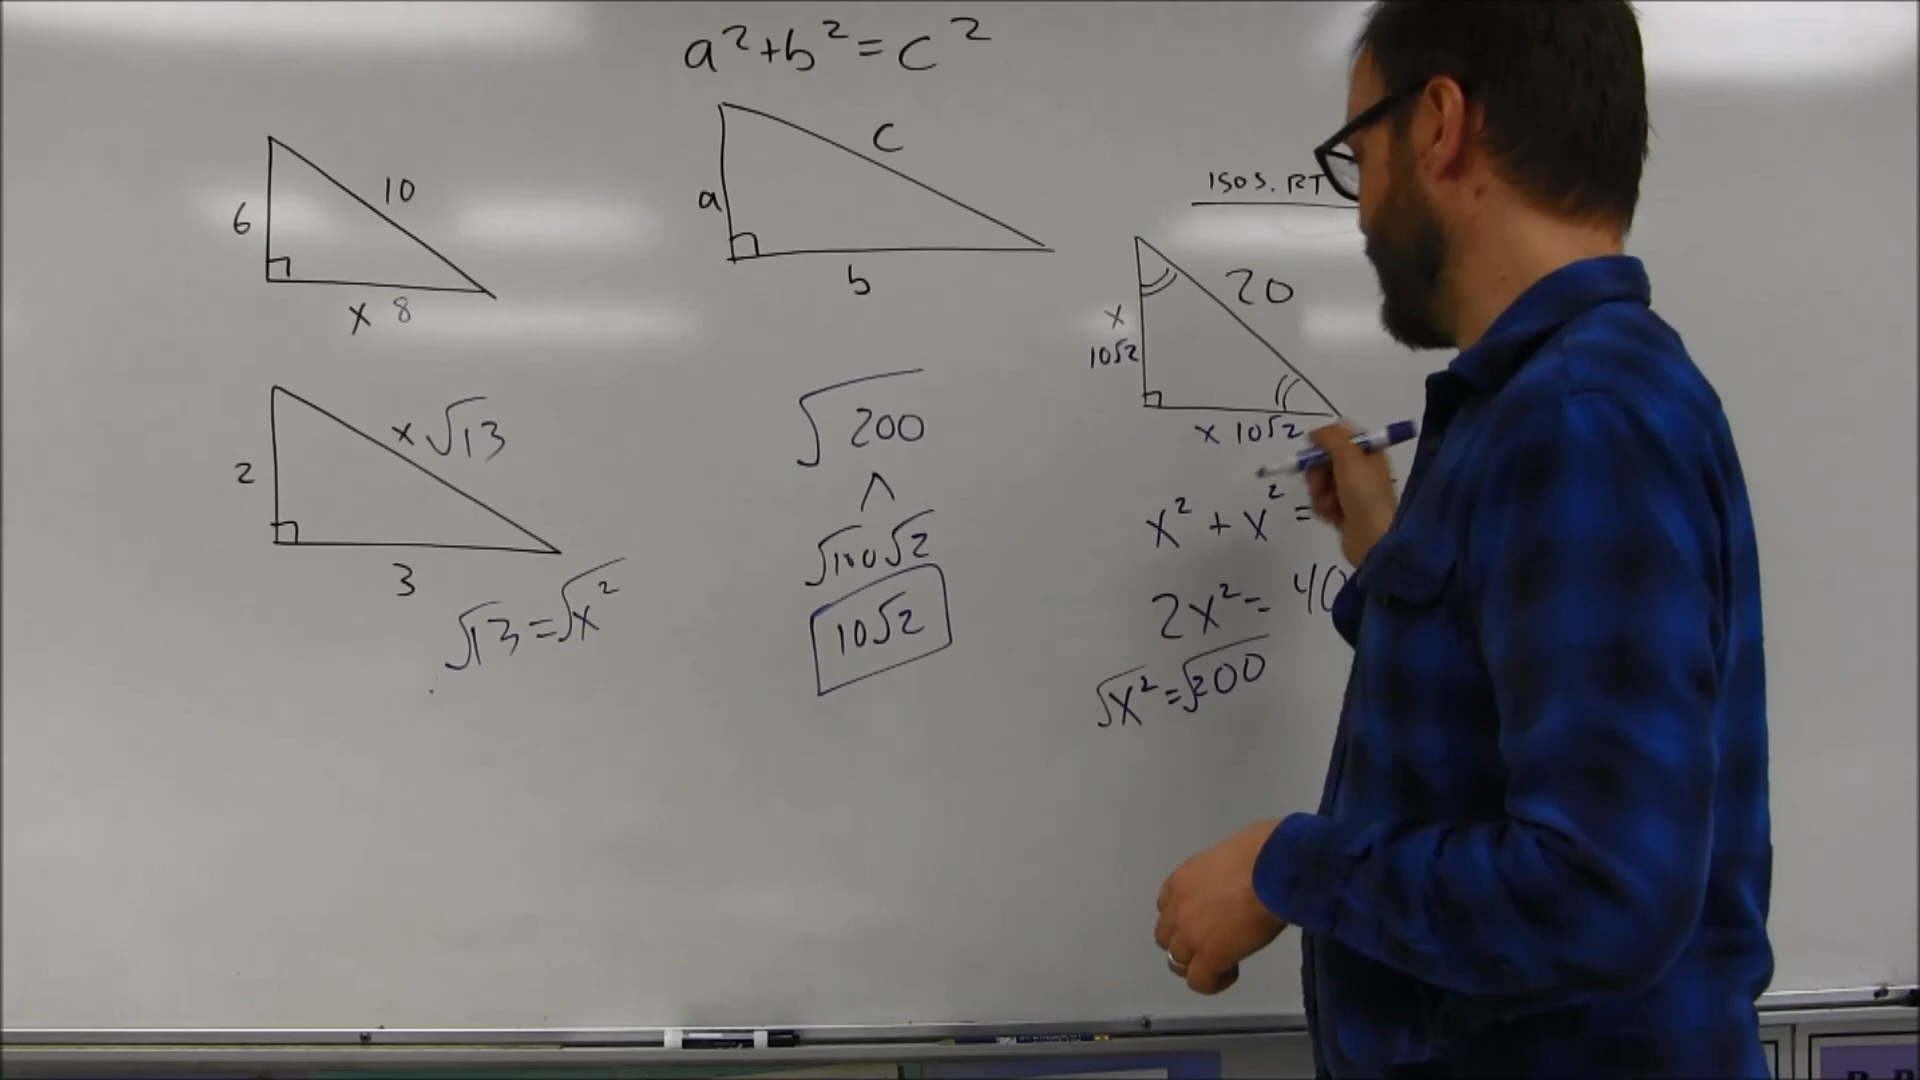 a²+b²=c²
6
10
x 8
a
c
b
ISOS. RT
20
x
10√2
x 10√2
2
x √13
3
√13=√x²
√200
√100√2
10√2
x²+x²=
2x²=40
√x²=√200